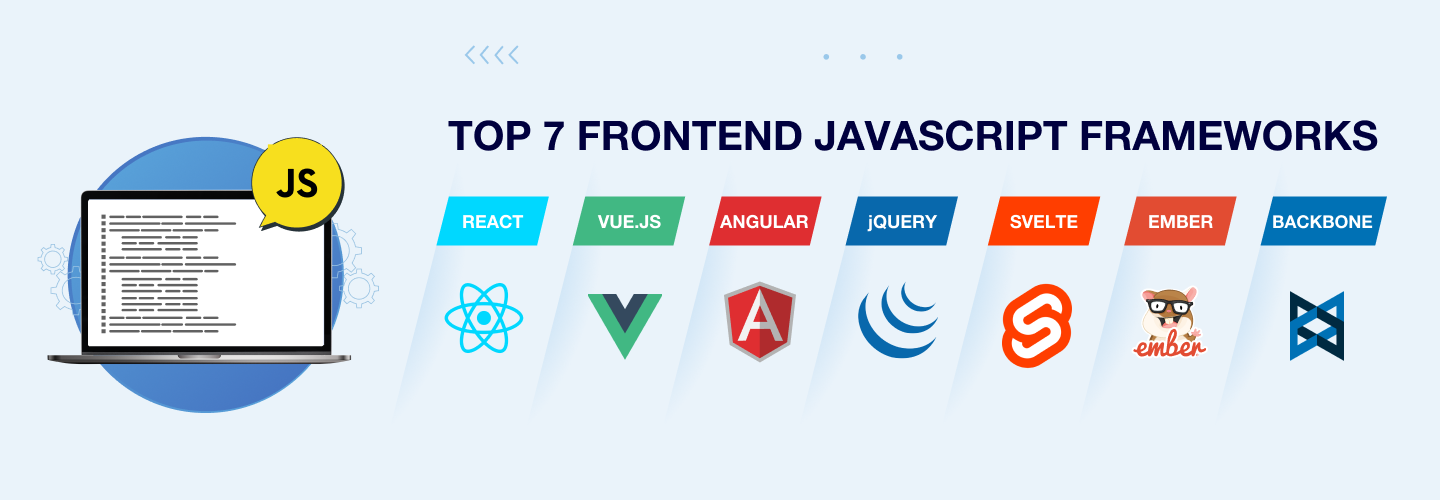 JS
TOP 7 FRONTEND JAVASCRIPT FRAMEWORKS
REACT
VUE.JS
ANGULAR
jQUERY
SVELTE
EMBER
BACKBONE
A
ember